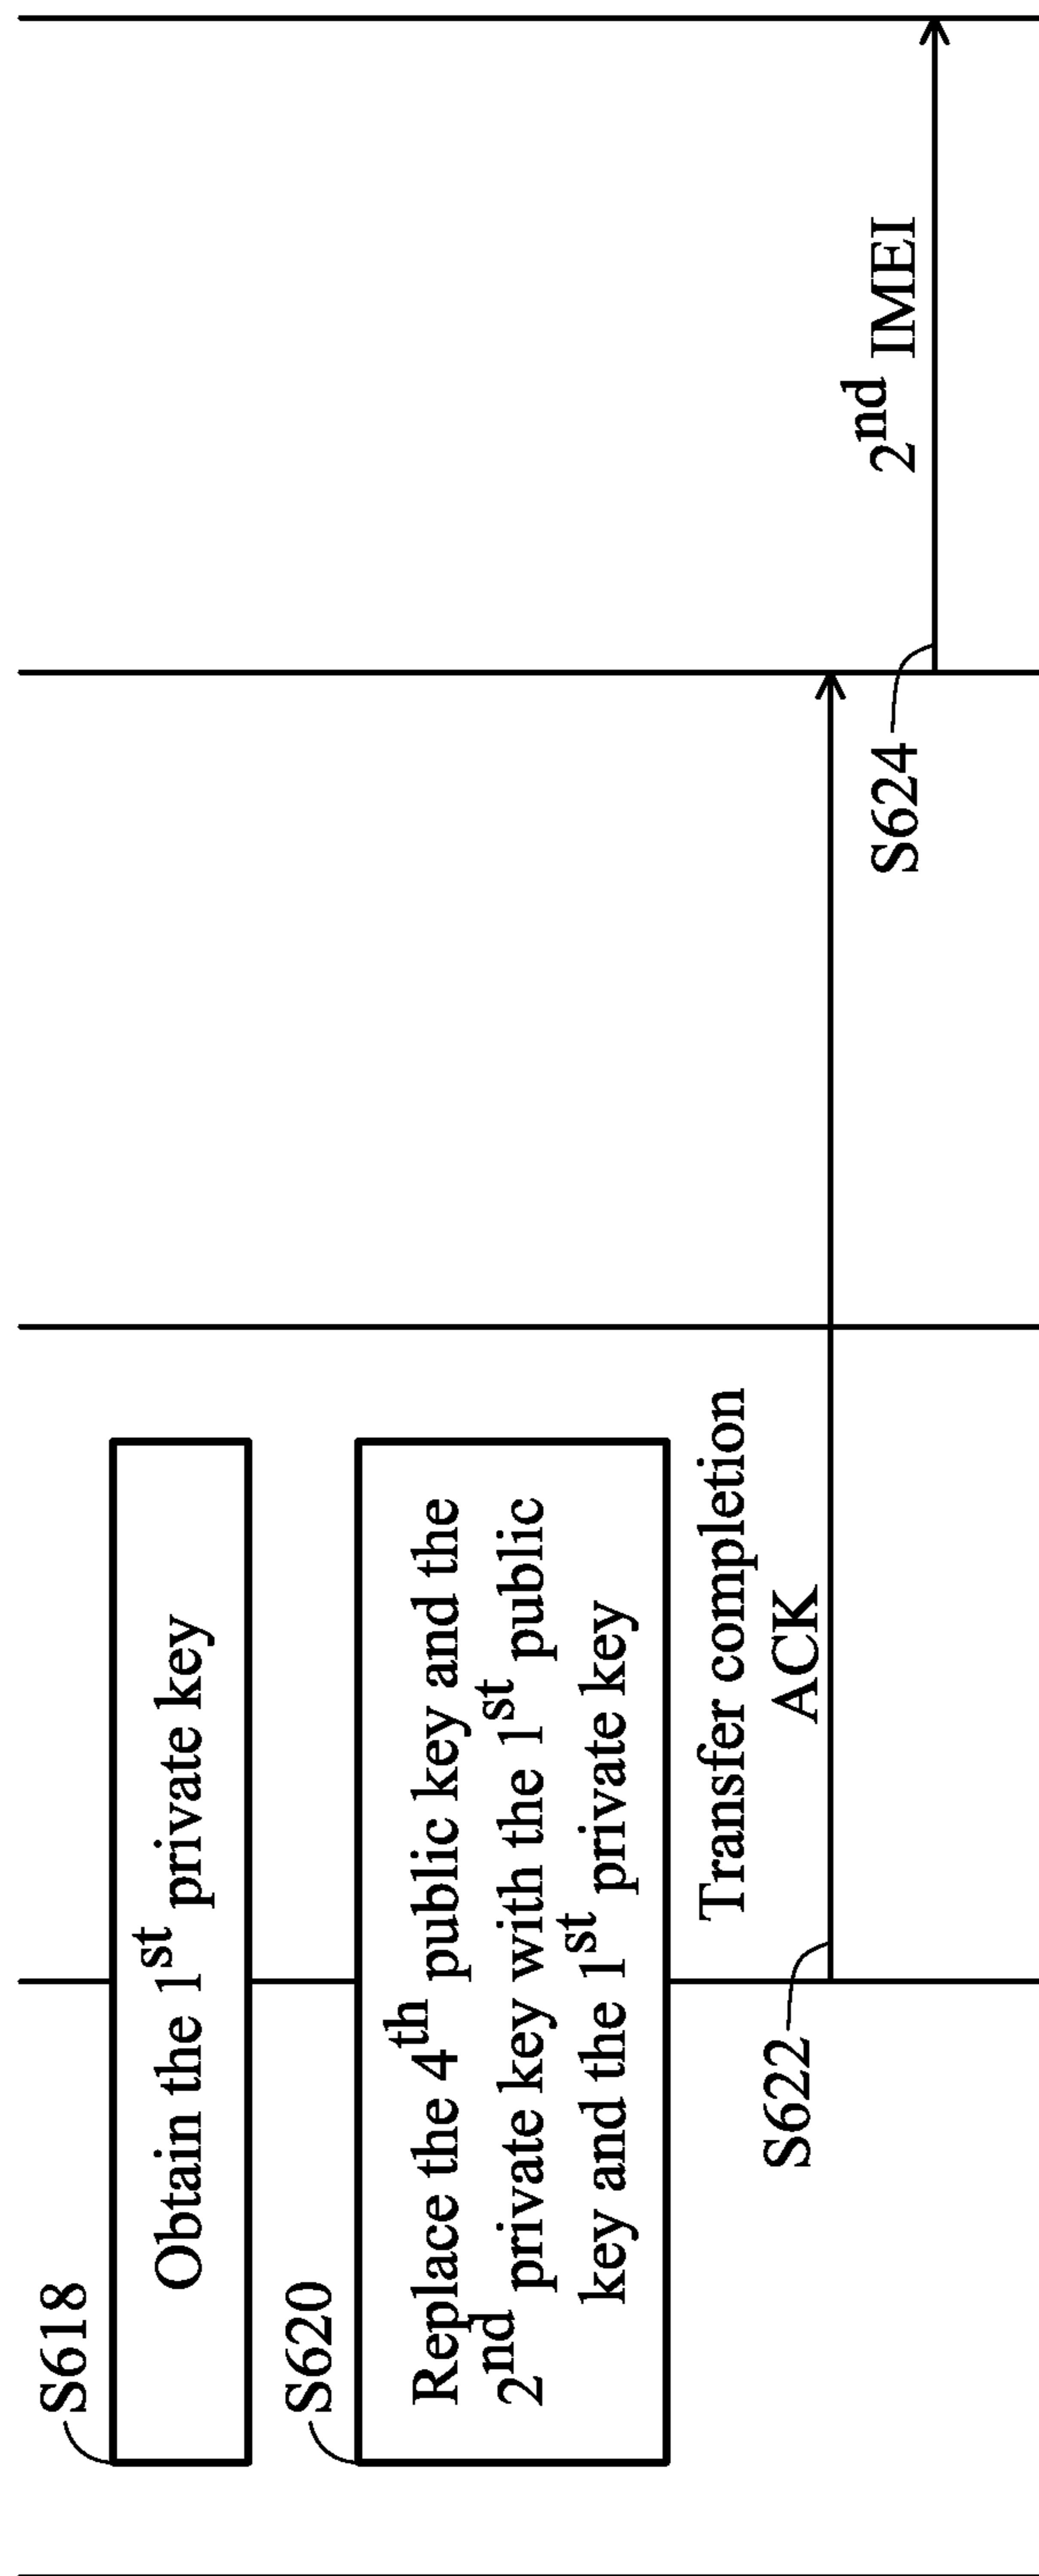 S618
Obtain the 1st private key
S620
Replace the 4th public key and the
2nd private key with the 1st public
key and the 1st private key
Transfer completion
ACK
S622
S624
2nd IMEI